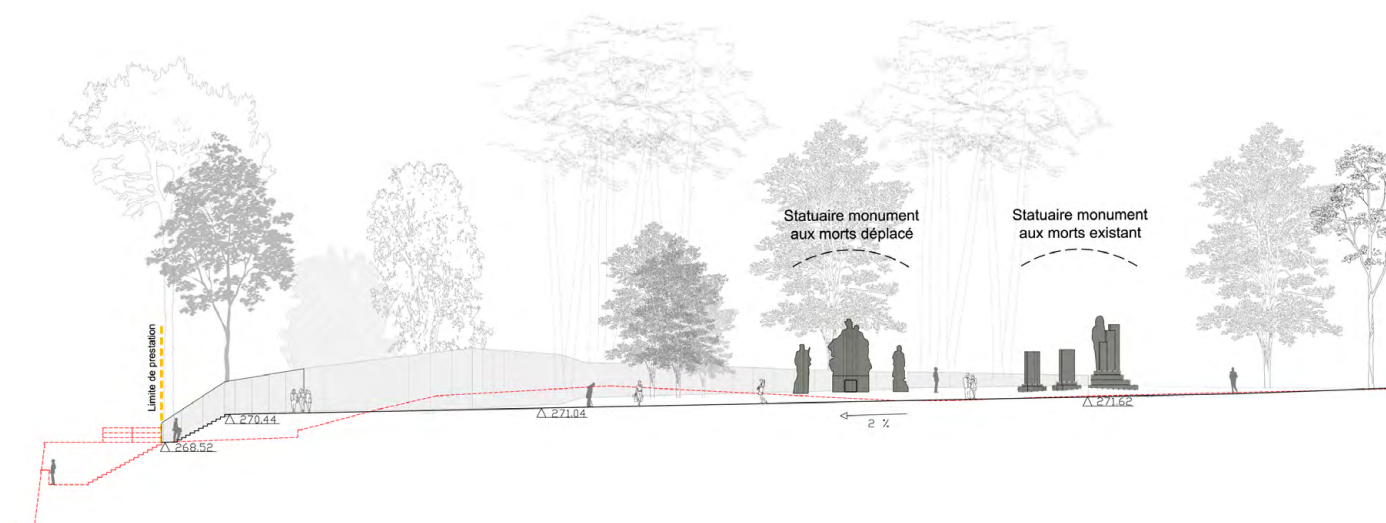 Statuaire monument
aux morts déplacé
Statuaire monument
aux morts existant
Limite de prestation
270.44
268.52
271.04
2 %
271.62